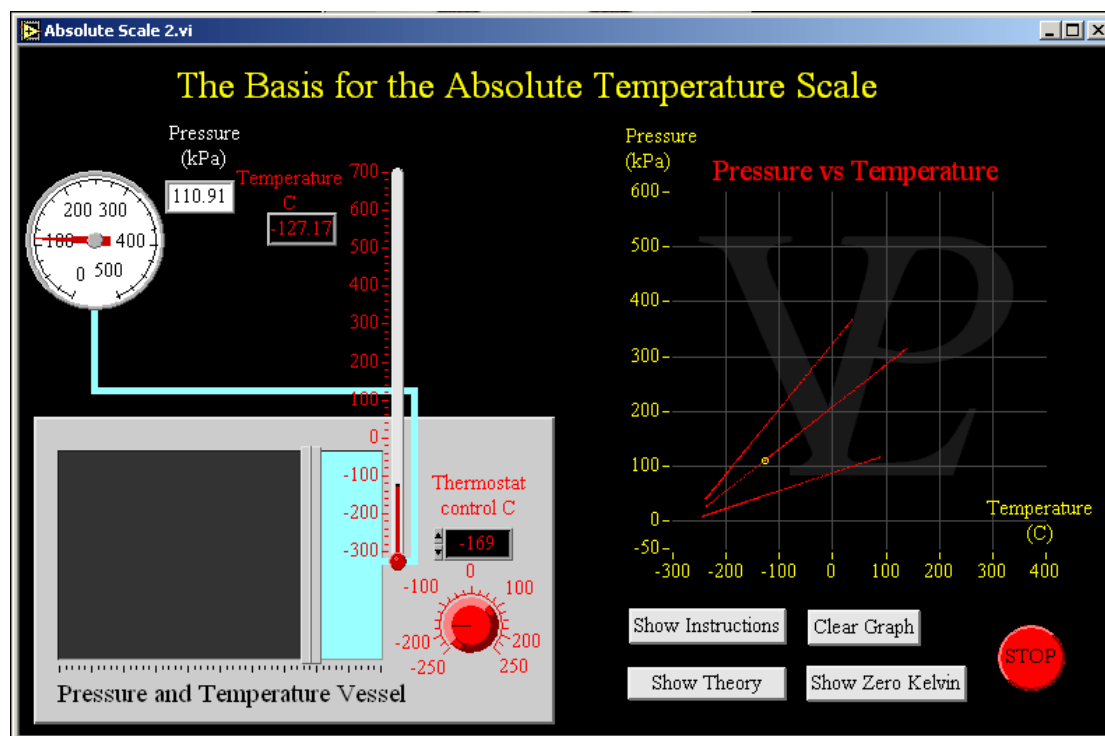 Absolute Scale 2.vi
The Basis for the Absolute Temperature Scale
Pressure
(kPa)
110.91
200 300
100 400
0 500
Temperature
C
-127.17
700
600
500
400
300
200
100
0
-100
-200
-300
Thermostat
control C
-169
0
-100 100
-200 200
-250 250
Pressure and Temperature Vessel
Pressure
(kPa)
Pressure vs Temperature
600
500
400
300
200
100
0
-50
Temperature
(C)
-300 -200 -100 0 100 200 300 400
VPL
Show Instructions
Clear Graph
Show Theory
Show Zero Kelvin
STOP